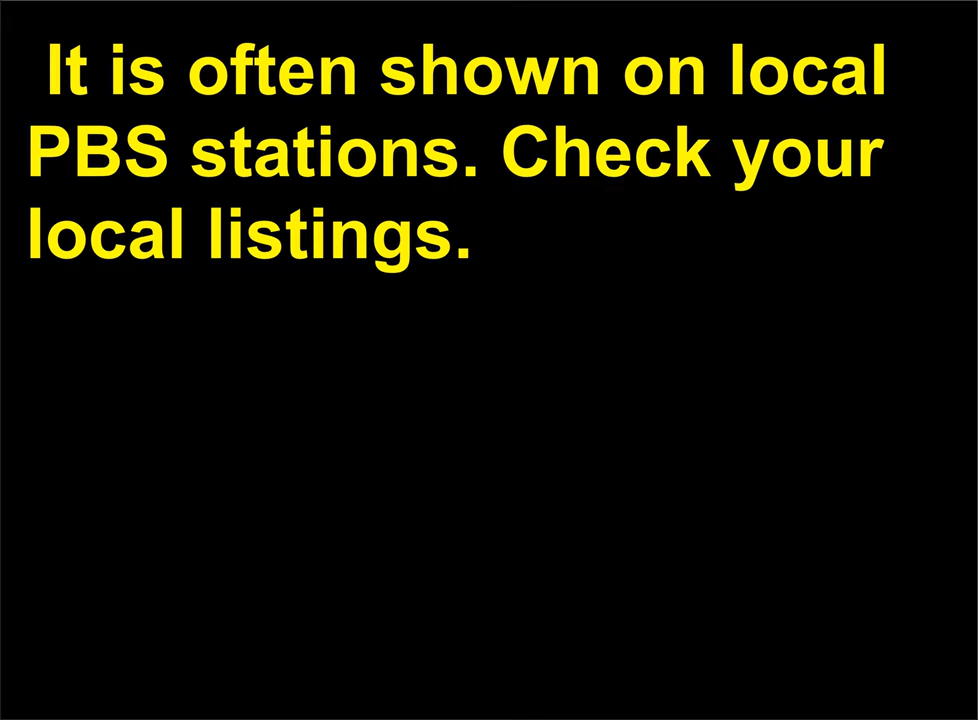 It is often shown on local
PBS stations. Check your
local listings.